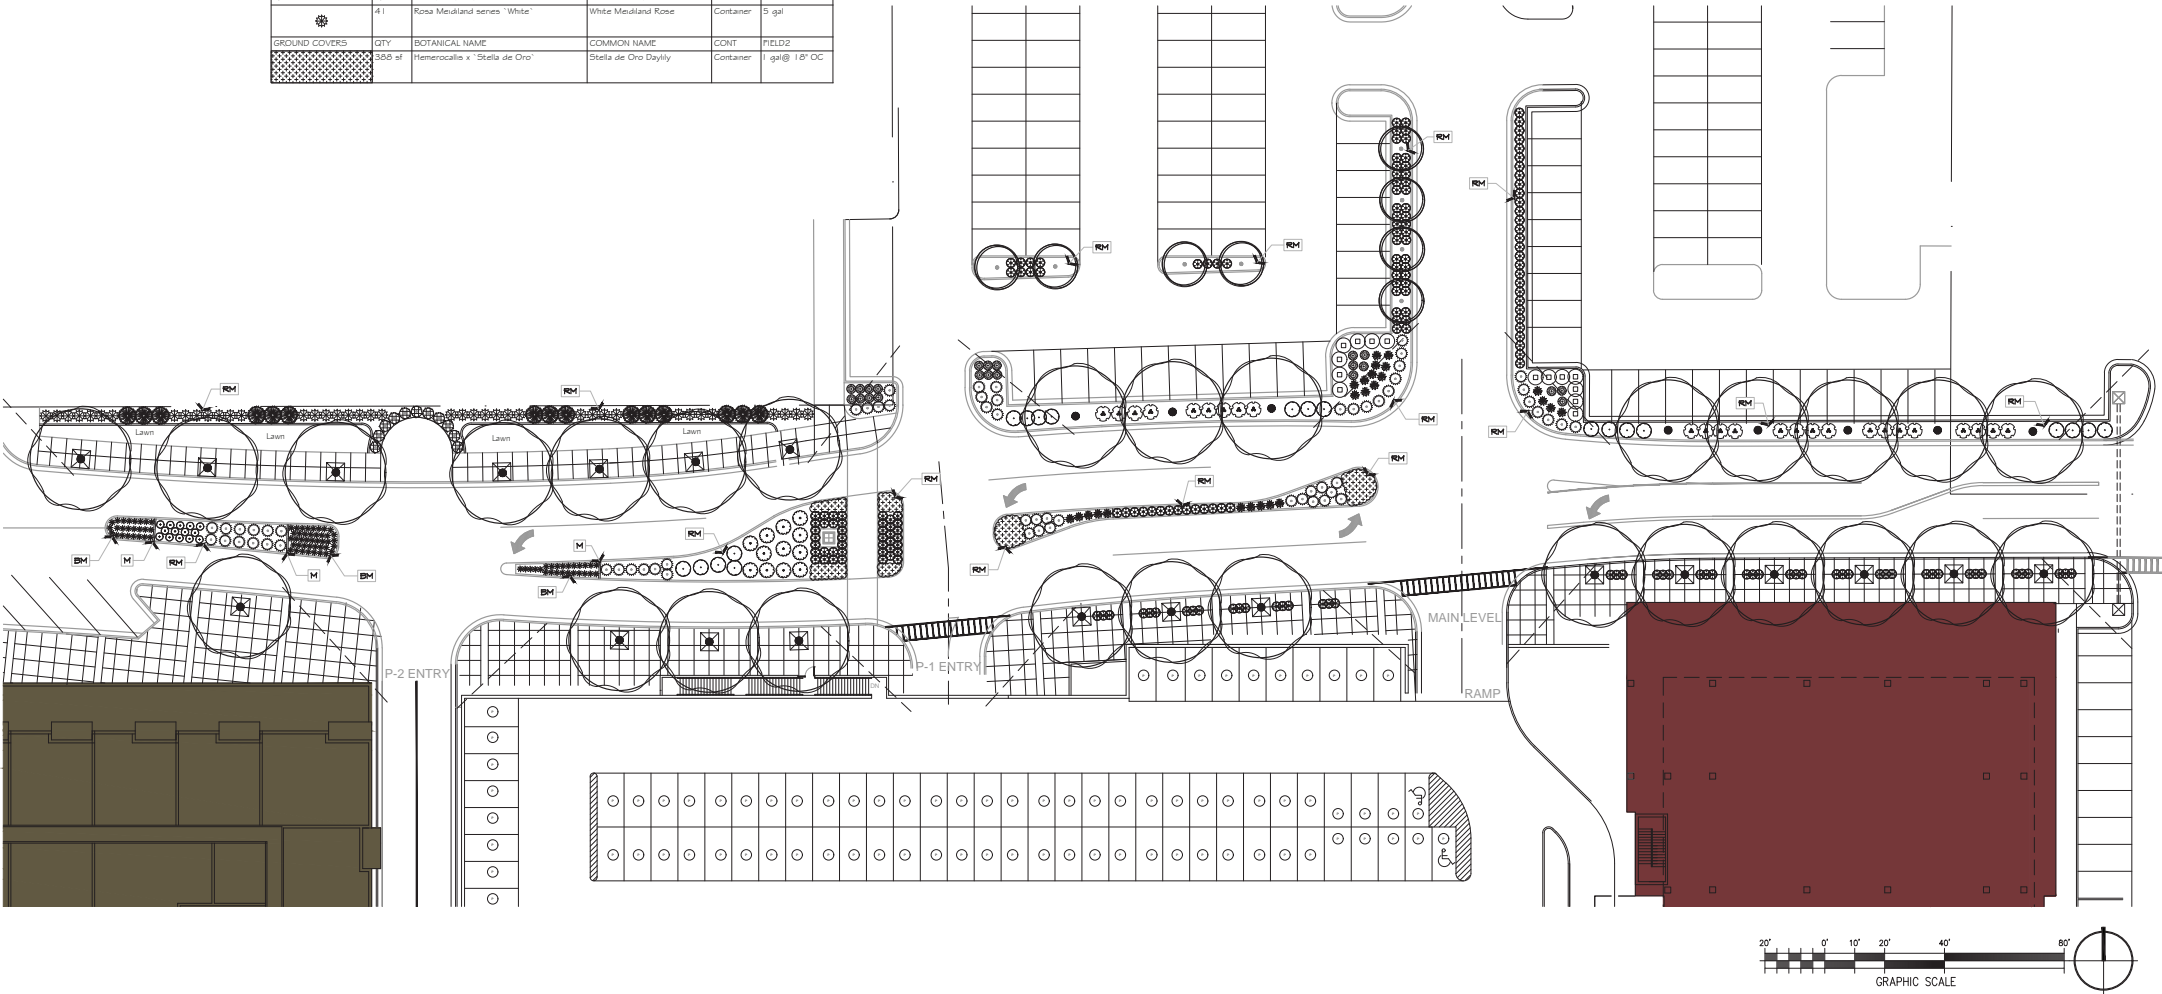 41 Rosa Meidiland series `White` White Meidiland Rose Container 5 gal
GROUND COVERS QTY BOTANICAL NAME COMMON NAME CONT FIELD2
388 sf Hemerocallis x `Stella de Oro` Stella de Oro Daylily Container 1 gal@ 18" OC
RM
RM
RM
RM
RM
RM
RM
RM
RM
RM
RM
Lawn
Lawn
Lawn
Lawn
RM
RM
RM
BM
M
RM
M
BM
M
RM
BM
RM
MAIN LEVEL
P-2 ENTRY
P-1 ENTRY
DN
RAMP
20' 0' 10' 20' 40' 80'
GRAPHIC SCALE